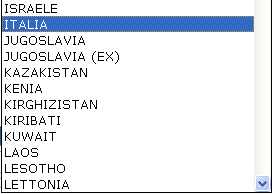 ISRAELE
ITALIA
JUGOSLAVIA
JUGOSLAVIA (EX)
KAZAKISTAN
KENIA
KIRGHIZISTAN
KIRIBATI
KUWAIT
LAOS
LESOTHO
LETTONIA